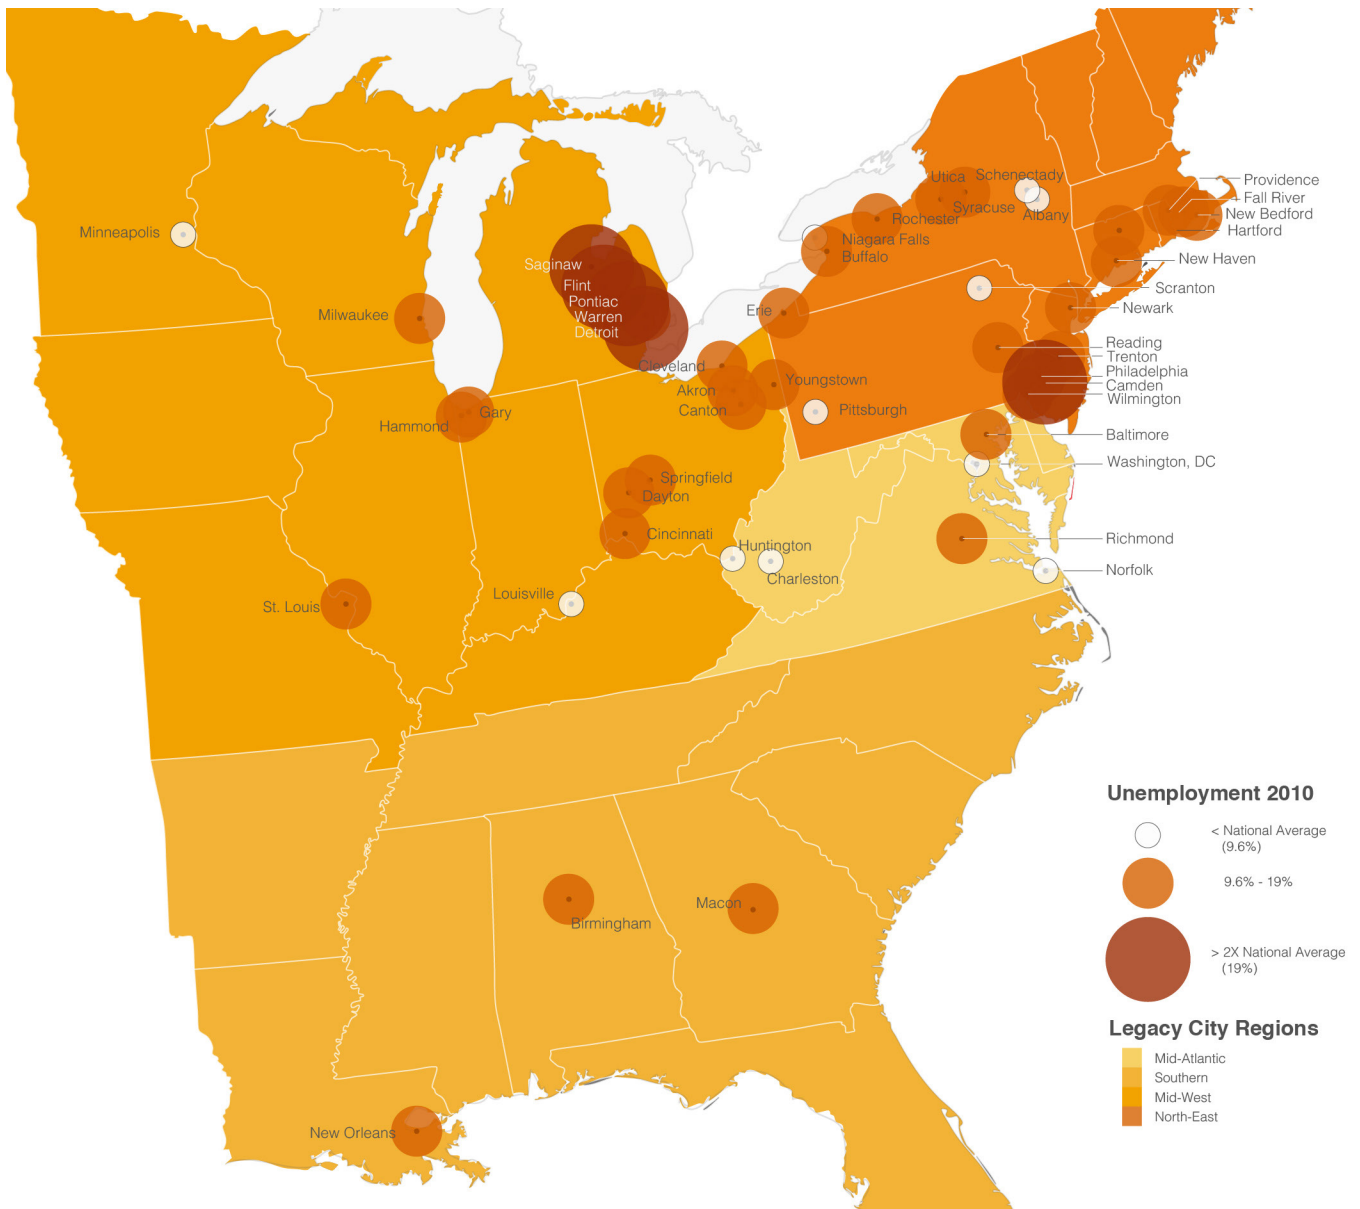 Utica
Schenectady
Providence
Fall River
Syracuse
Albany
New Bedford
Rochester
Hartford
Minneapolis
Niagara Falls
Buffalo
New Haven
Saginaw
Flint
Scranton
Pontiac
Milwaukee
Warren
Erie
Newark
Detroit
Reading
Trenton
Cleveland
Philadelphia
Youngstown
Camden
Akron
Wilmington
Canton
Pittsburgh
Gary
Hammond
Baltimore
Washington, DC
Springfield
Dayton
Cincinnati
Richmond
Huntington
Charleston
Norfolk
Louisville
St. Louis
Macon
Birmingham
New Orleans
Unemployment 2010
< National Average
(9.6%)
9.6% - 19%
> 2X National Average
(19%)
Legacy City Regions
Mid-Atlantic
Southern
Mid-West
North-East